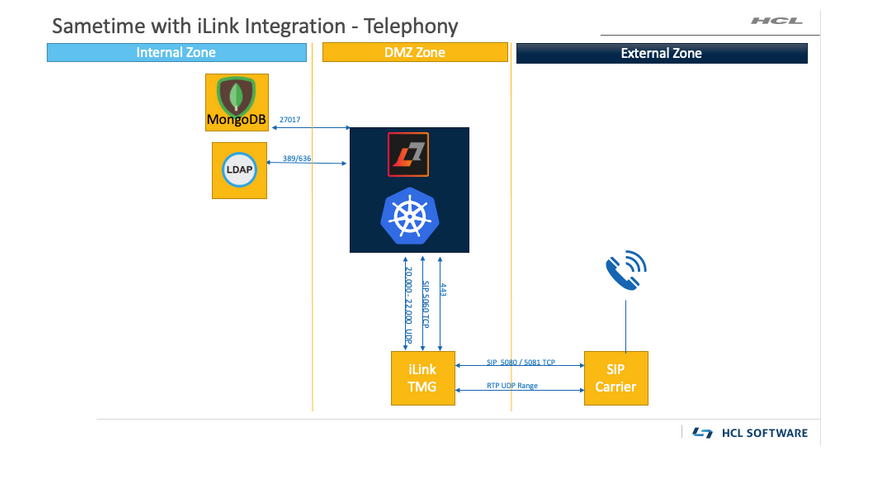 Sametime with iLink Integration - Telephony
HCL
Internal Zone
DMZ Zone
External Zone
MongoDB
27017
LDAP
389/636
20,000 - 22,000 UDP
SIP 5060 TCP
443
iLink
TMG
SIP 5080 / 5081 TCP
RTP UDP Range
SIP
Carrier
HCL SOFTWARE